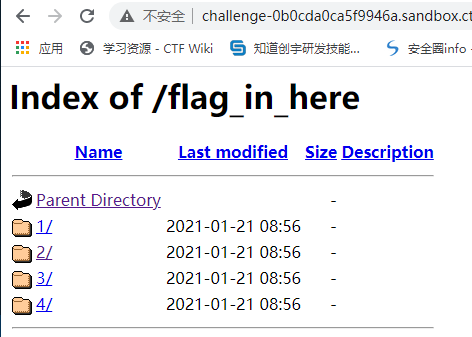 不安全 | challenge-0b0cda0ca5f9946a.sandbox.ct
应用 学习资源 - CTF Wiki 知道创宇研发技能... 安全圈info
Index of /flag_in_here
Name Last modified Size Description
Parent Directory -
1/ 2021-01-21 08:56 -
2/ 2021-01-21 08:56 -
3/ 2021-01-21 08:56 -
4/ 2021-01-21 08:56 -